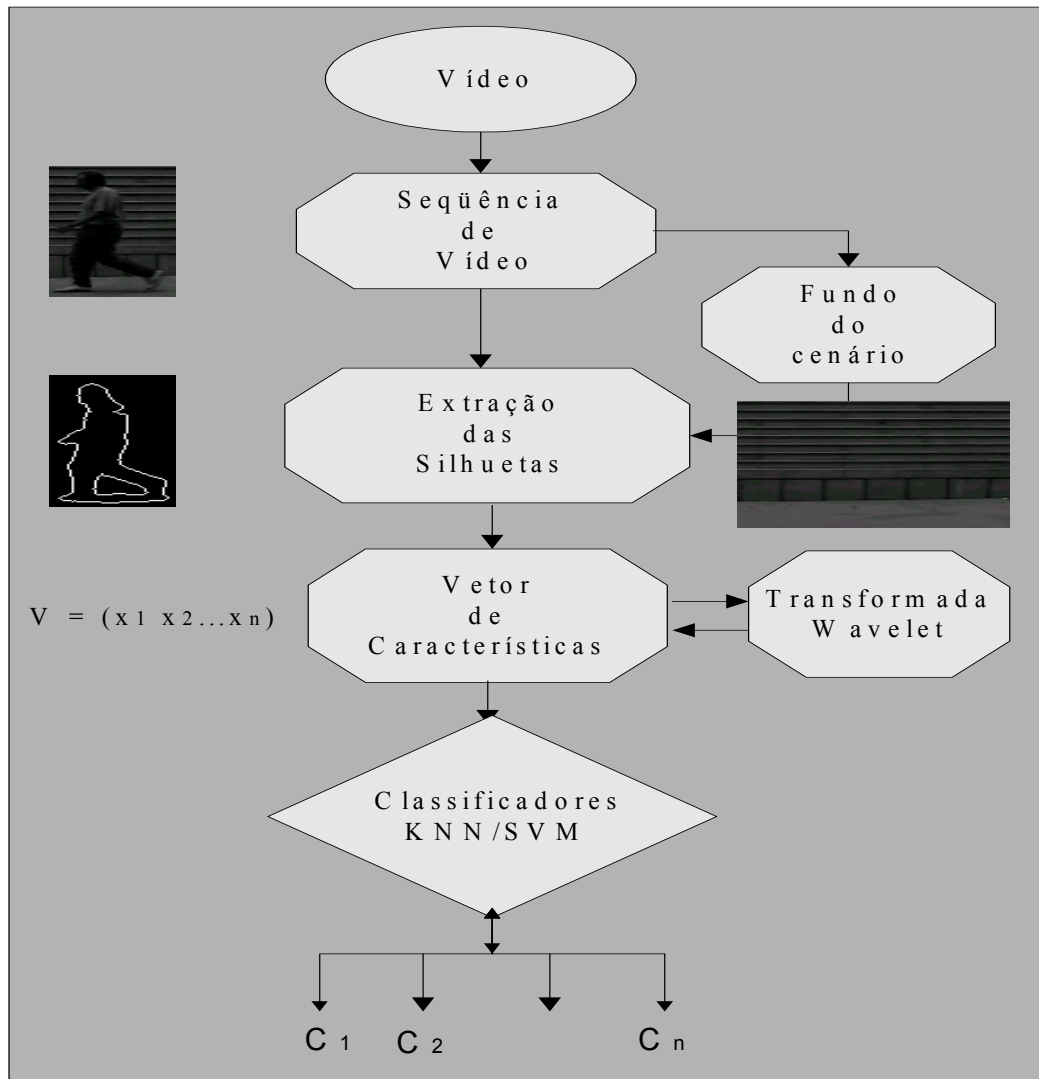 Vídeo
Seqüência
de
Vídeo
Fundo
do
cenário
Extração
das
Silhuetas
V = (x1 x2...xn)
Vetor
de
Características
Transformada
Wavelet
Classificadores
KNN/SVM
C1 C2 Cn